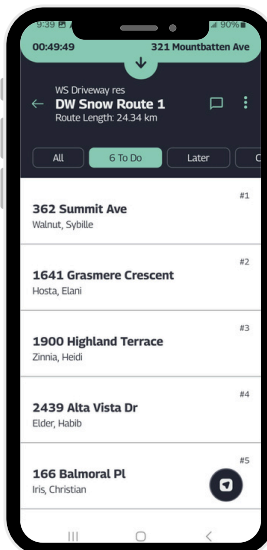 9:39
90%
00:49:49 321 Mountbatten Ave
WS Driveway res
DW Snow Route 1
Route Length: 24.34 km
All 6 To Do Later
#1
362 Summit Ave
Walnut, Sybille
#2
1641 Grasmere Crescent
Hosta, Elani
#3
1900 Highland Terrace
Zinnia, Heidi
#4
2439 Alta Vista Dr
Elder, Habib
#5
166 Balmoral Pl
Iris, Christian